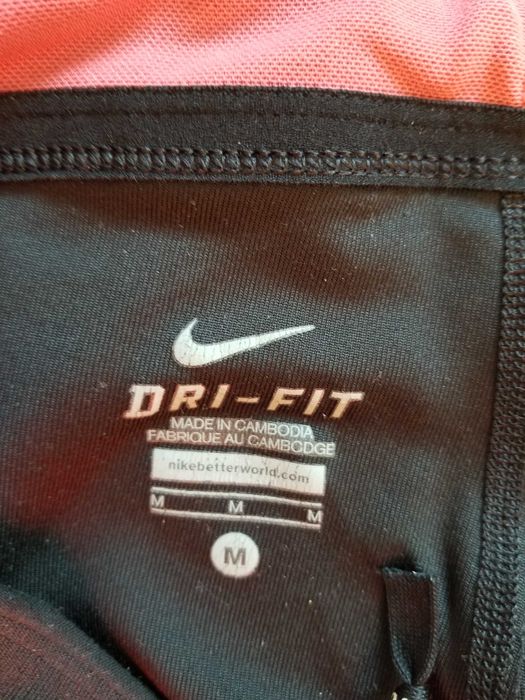 DRI-FIT
MADE IN CAMBODIA
FABRIQUE AU CAMBODGE
nikebetterworld.com
M M M
M